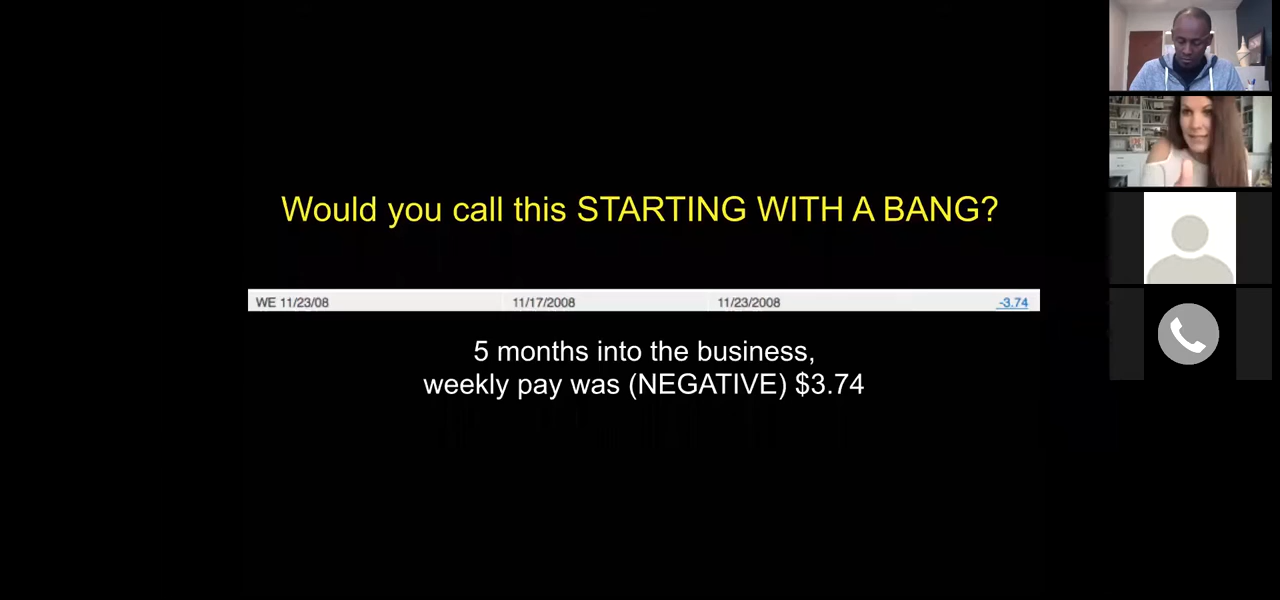 Would you call this STARTING WITH A BANG?
WE 11/23/08 11/17/2008 11/23/2008 -3.74
5 months into the business,
weekly pay was (NEGATIVE) $3.74